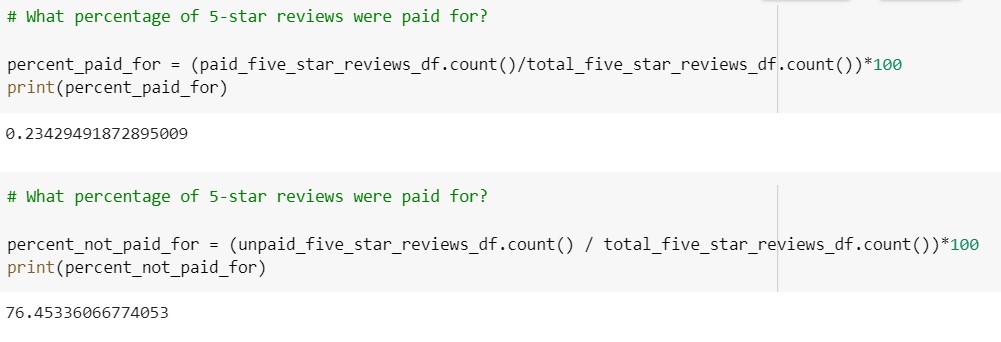 # What percentage of 5-star reviews were paid for?
percent_paid_for = (paid_five_star_reviews_df.count()/total_five_star_reviews_df.count())*100
print(percent_paid_for)
0.23429491872895009
# What percentage of 5-star reviews were paid for?
percent_not_paid_for = (unpaid_five_star_reviews_df.count() / total_five_star_reviews_df.count())*100
print(percent_not_paid_for)
76.45336066774053